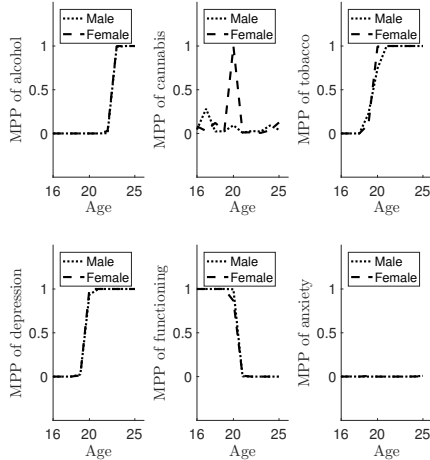 MPP of alcohol
Male
Female
1
0.5
0
16
20
25
Age
MPP of cannabis
Male
Female
1
0.5
0
16
20
25
Age
MPP of tobacco
Male
Female
1
0.5
0
16
20
25
Age
MPP of depression
Male
Female
1
0.5
0
16
20
25
Age
MPP of functioning
Male
Female
1
0.5
0
16
20
25
Age
MPP of anxiety
Male
Female
1
0.5
0
16
20
25
Age